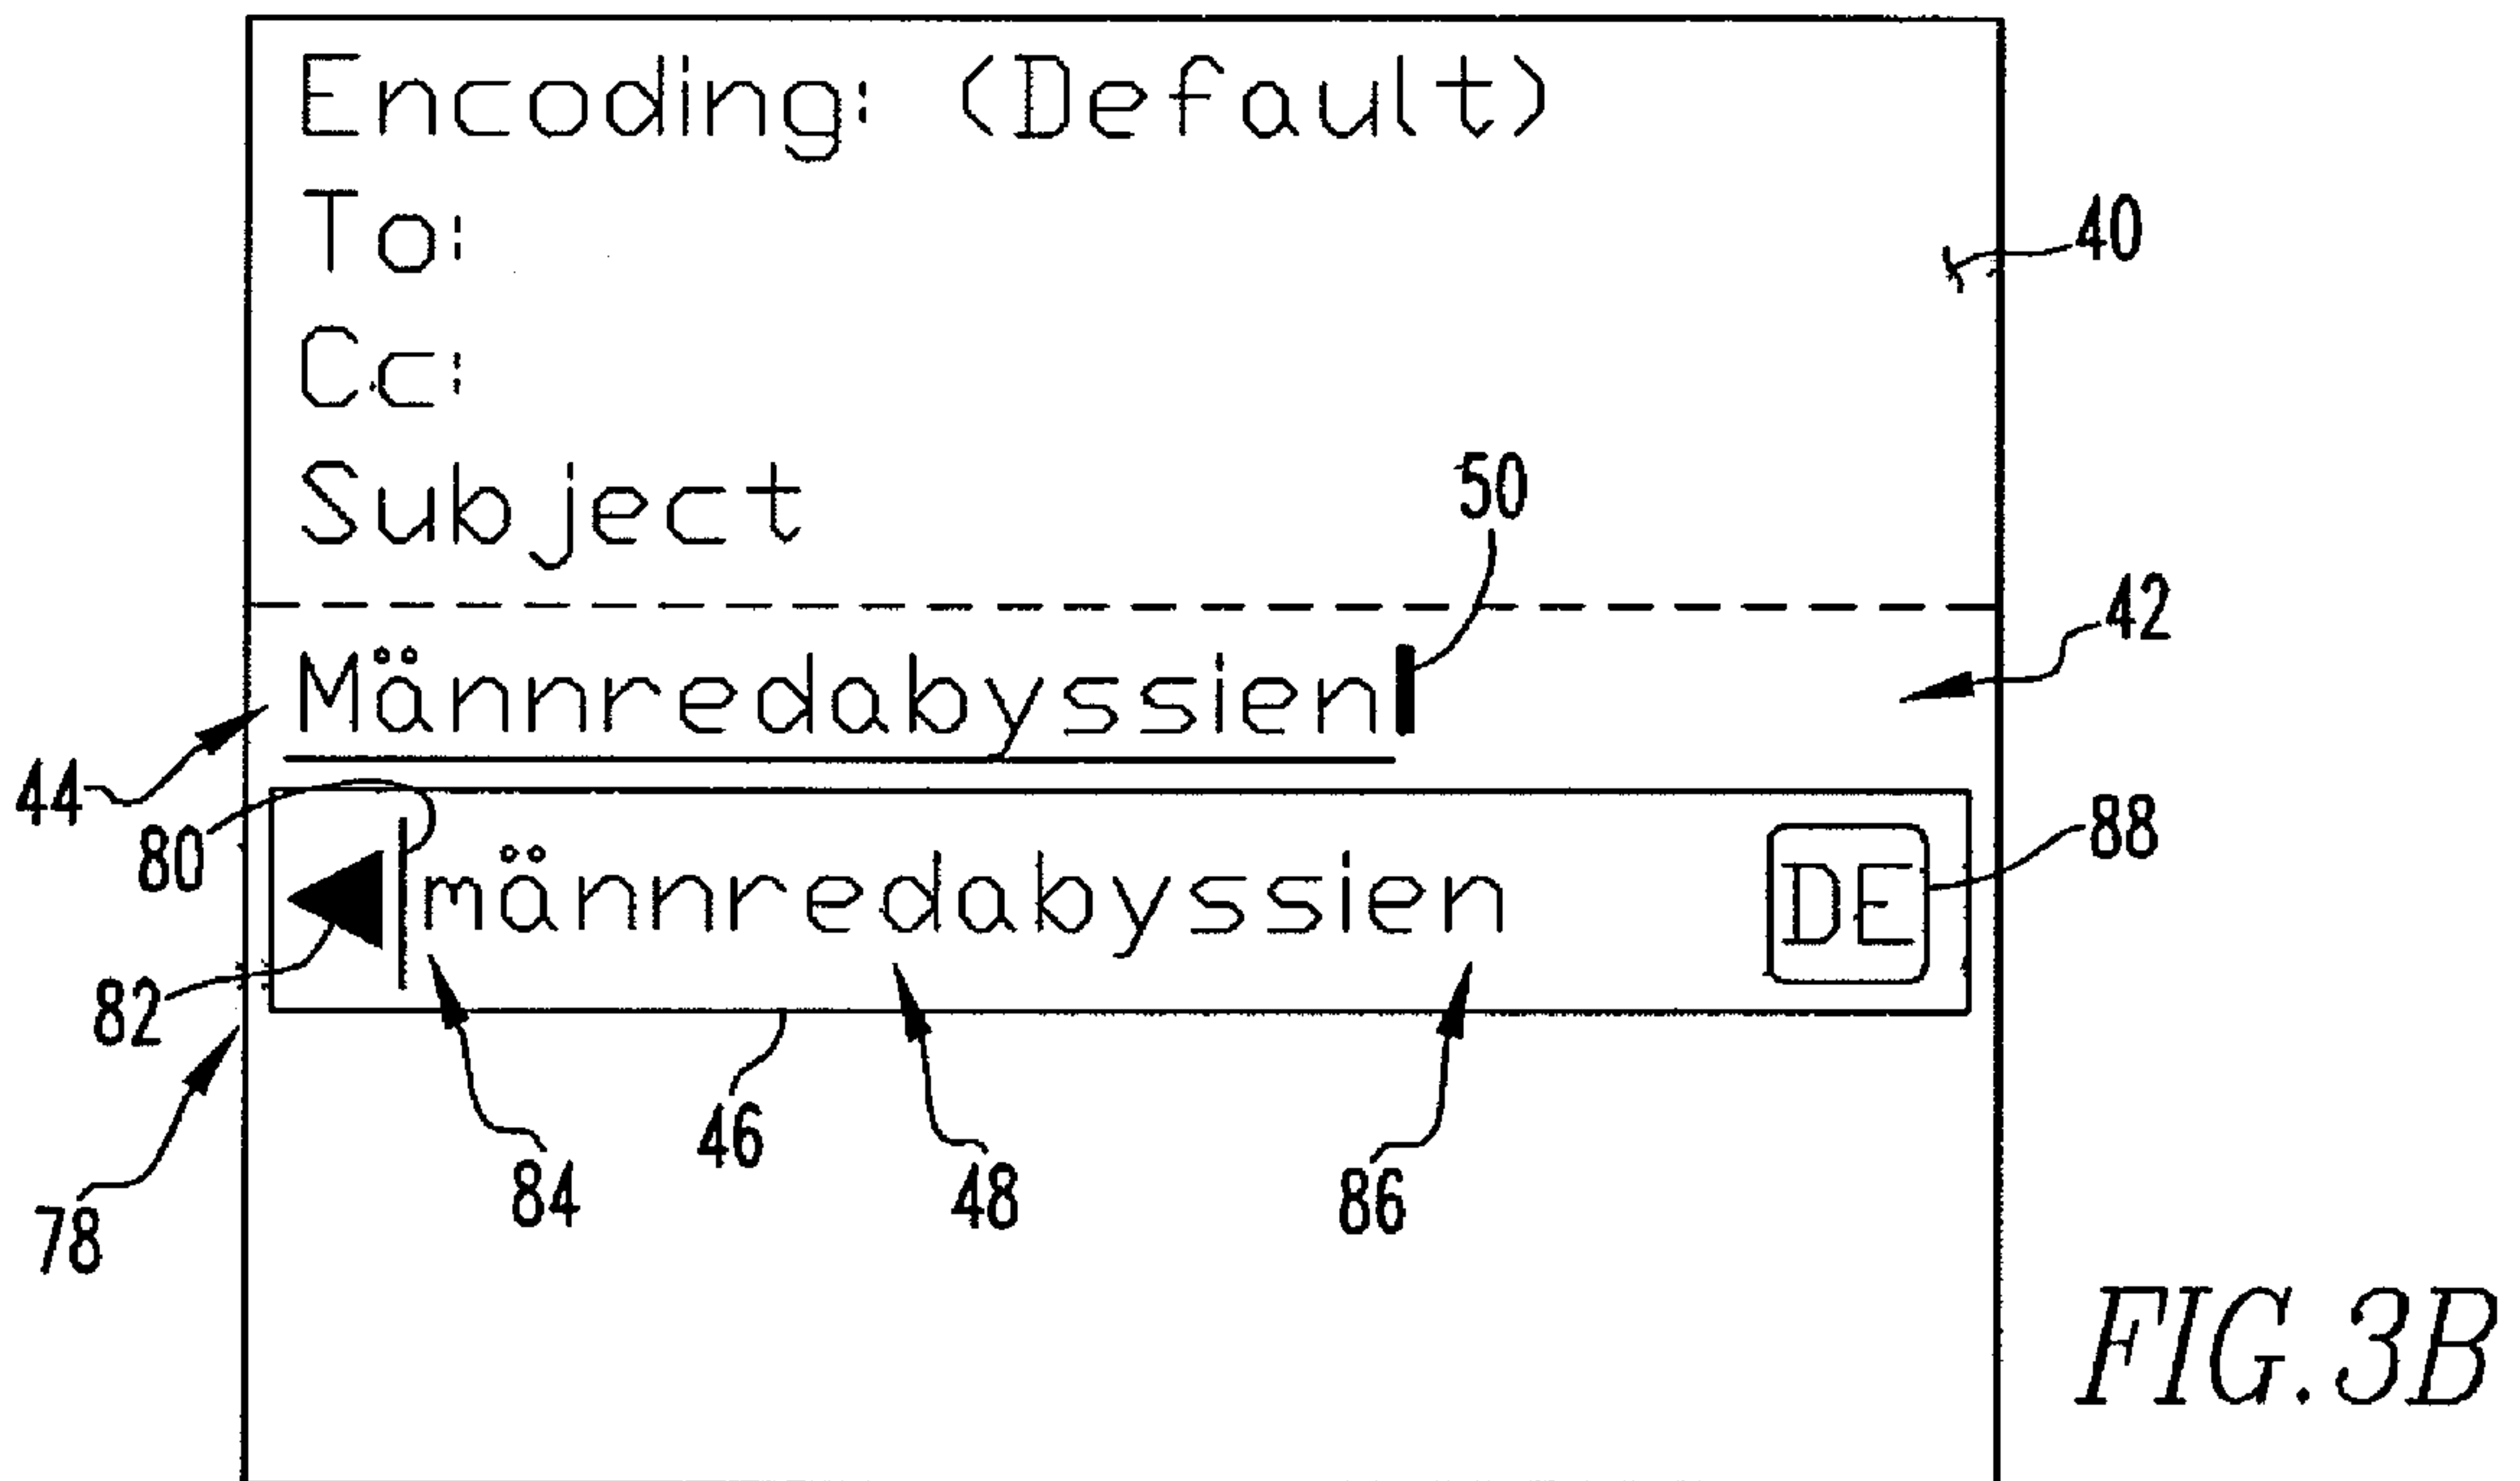 Encoding: (Default)
To:
40
Cc:
Subject
50
42
Männredabyssien
44
80
männredabyssien DE
88
82
46
84
48
86
78
FIG.3B